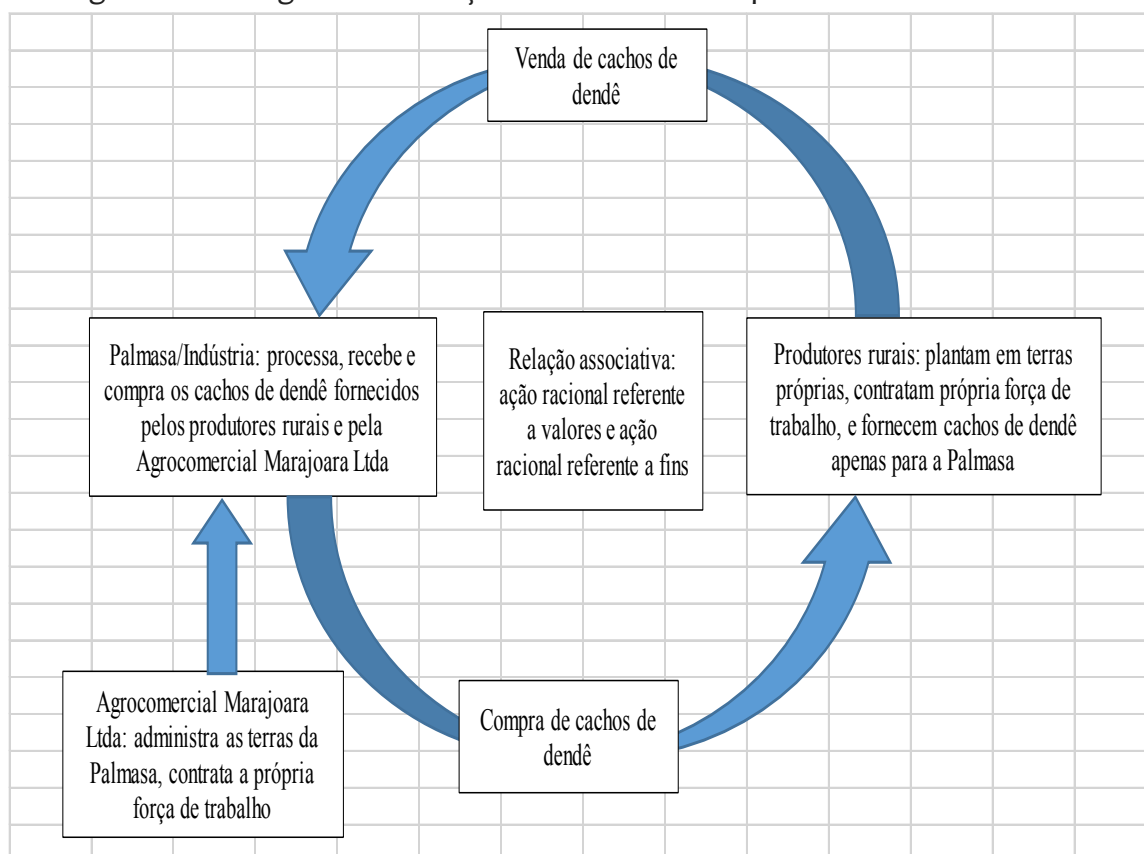 Venda de cachos de
dendê
Palmasa/Indústria: processa, recebe e
compra os cachos de dendê fornecidos
pelos produtores rurais e pela
Agrocomercial Marajoara Ltda
Relação associativa:
ação racional referente
a valores e ação
racional referente a fins
Produtores rurais: plantam em terras
próprias, contratam própria força de
trabalho, e fornecem cachos de dendê
apenas para a Palmasa
Agrocomercial Marajoara
Ltda: administra as terras da
Palmasa, contrata a própria
força de trabalho
Compra de cachos de
dendê